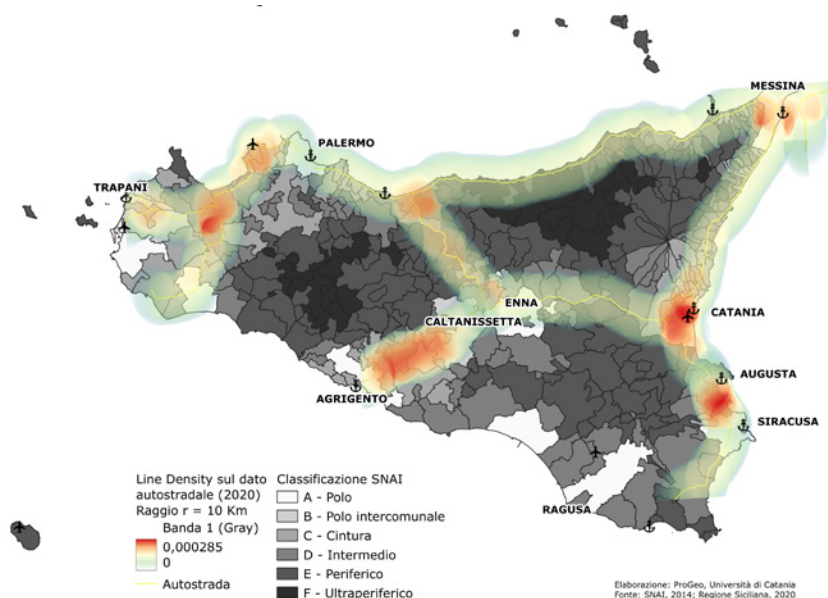 MESSINA
PALERMO
TRAPANI
ENNA
CATANIA
CALTANISSETTA
AUGUSTA
AGRIGENTO
SIRACUSA
RAGUSA
Line Density sul dato
autostradale (2020)
Raggio r = 10 Km
Banda 1 (Gray)
0,000285
0
Autostrada
Classificazione SNAI
A - Polo
B - Polo intercomunale
C - Cintura
D - Intermedio
E - Periferico
F - Ultraperiferico
Elaborazione: ProGeo, Università di Catania
Fonte: SNAI, 2014; Regione Siciliana, 2020